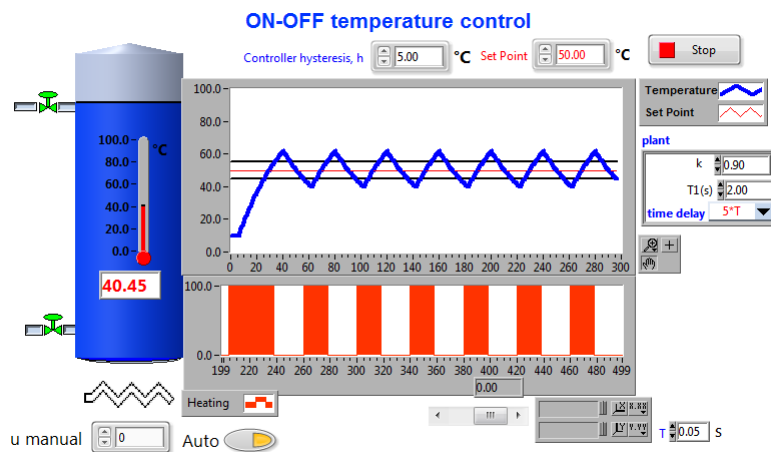 ON-OFF temperature control
Controller hysteresis, h 5.00 °C Set Point 50.00 °C Stop
100.0
80.0
60.0
40.0
20.0
0.0
0 20 40 60 80 100 120 140 160 180 200 220 240 260 280 300
Temperature
Set Point
plant
k 0.90
T1(s) 2.00
time delay 5*T
100.0 °C
80.0
60.0
40.0
20.0
0.0
40.45
100.0
0.0
199 220 240 260 280 300 320 340 360 380 400 420 440 460 480 499
0.00
Heating
u manual 0 Auto
T 0.05 S